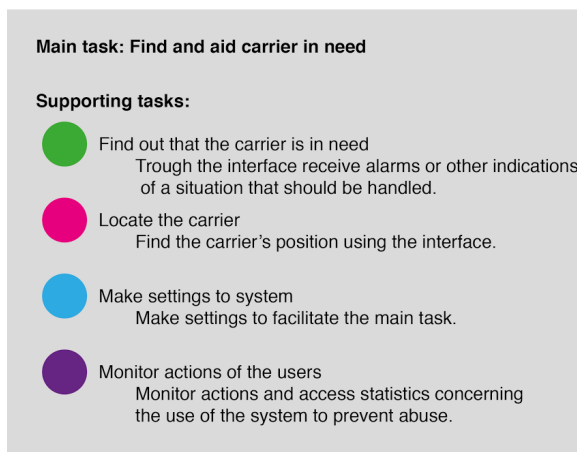 Main task: Find and aid carrier in need
Supporting tasks:
Find out that the carrier is in need
Trough the interface receive alarms or other indications
of a situation that should be handled.
Locate the carrier
Find the carrier’s position using the interface.
Make settings to system
Make settings to facilitate the main task.
Monitor actions of the users
Monitor actions and access statistics concerning
the use of the system to prevent abuse.